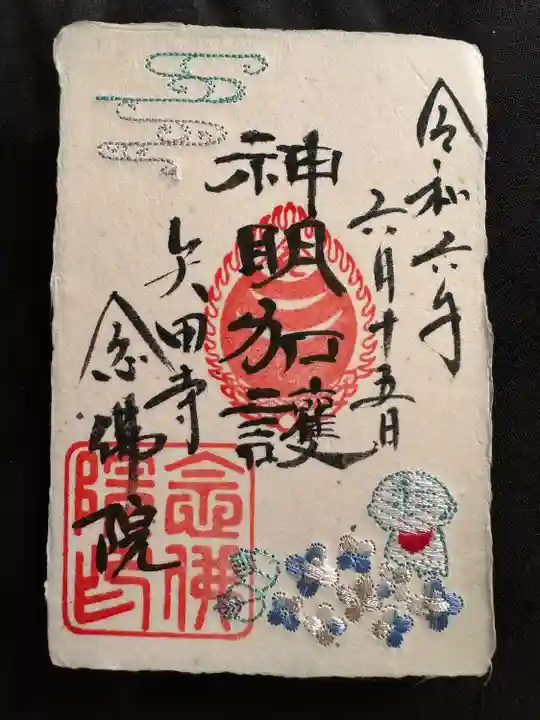 令和六年
六月十五日
神明加護
矢田寺
念佛院
念佛
院印